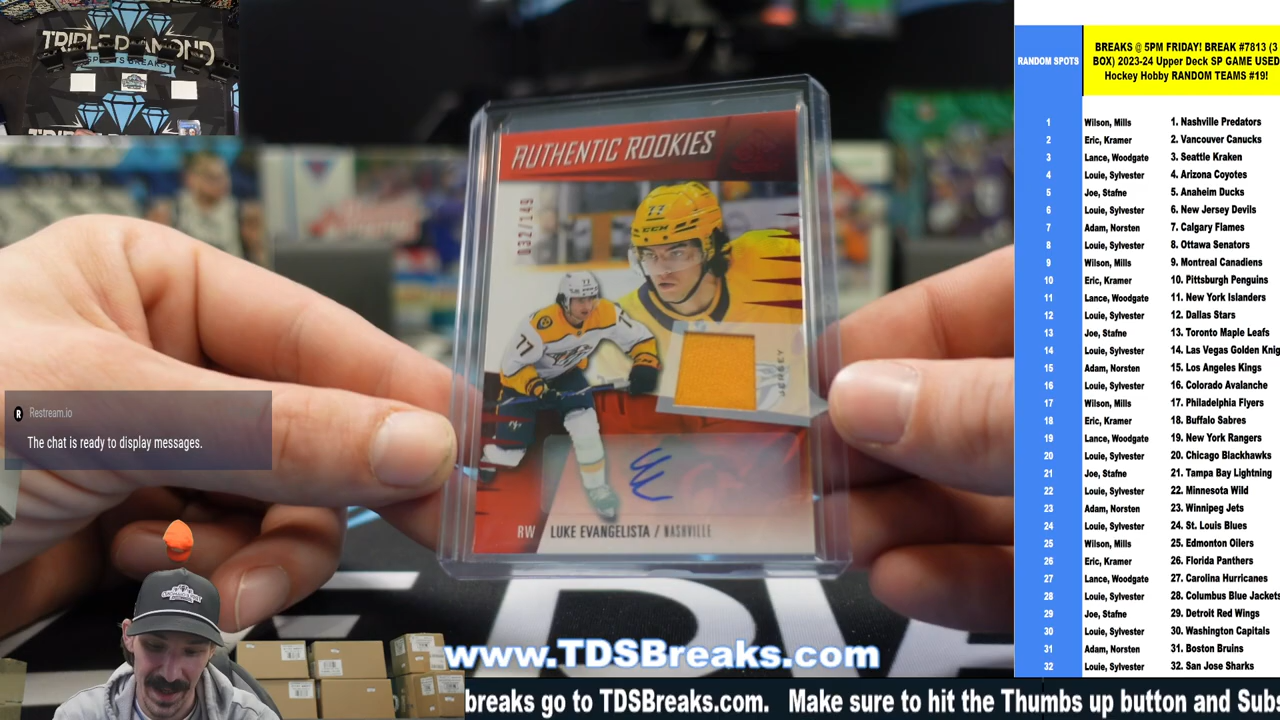 TRIPLE DIAMOND
SPORTS BREAKS
AUTHENTIC ROOKIES
032/149
77
CCM
77
JERSEY
RW LUKE EVANGELISTA / NASHVILLE
Restream.io
The chat is ready to display messages.
www.TDSBreaks.com
breaks go to TDSBreaks.com. Make sure to hit the Thumbs up button and Subs
RANDOM SPOTS
BREAKS @ 5PM FRIDAY! BREAK #7813 (3
BOX) 2023-24 Upper Deck SP GAME USED
Hockey Hobby RANDOM TEAMS #19!
1 Wilson, Mills 1. Nashville Predators
2 Eric, Kramer 2. Vancouver Canucks
3 Lance, Woodgate 3. Seattle Kraken
4 Louie, Sylvester 4. Arizona Coyotes
5 Joe, Stafne 5. Anaheim Ducks
6 Louie, Sylvester 6. New Jersey Devils
7 Adam, Norsten 7. Calgary Flames
8 Louie, Sylvester 8. Ottawa Senators
9 Wilson, Mills 9. Montreal Canadiens
10 Eric, Kramer 10. Pittsburgh Penguins
11 Lance, Woodgate 11. New York Islanders
12 Louie, Sylvester 12. Dallas Stars
13 Joe, Stafne 13. Toronto Maple Leafs
14 Louie, Sylvester 14. Las Vegas Golden Knig
15 Adam, Norsten 15. Los Angeles Kings
16 Louie, Sylvester 16. Colorado Avalanche
17 Wilson, Mills 17. Philadelphia Flyers
18 Eric, Kramer 18. Buffalo Sabres
19 Lance, Woodgate 19. New York Rangers
20 Louie, Sylvester 20. Chicago Blackhawks
21 Joe, Stafne 21. Tampa Bay Lightning
22 Louie, Sylvester 22. Minnesota Wild
23 Adam, Norsten 23. Winnipeg Jets
24 Louie, Sylvester 24. St. Louis Blues
25 Wilson, Mills 25. Edmonton Oilers
26 Eric, Kramer 26. Florida Panthers
27 Lance, Woodgate 27. Carolina Hurricanes
28 Louie, Sylvester 28. Columbus Blue Jackets
29 Joe, Stafne 29. Detroit Red Wings
30 Louie, Sylvester 30. Washington Capitals
31 Adam, Norsten 31. Boston Bruins
32 Louie, Sylvester 32. San Jose Sharks